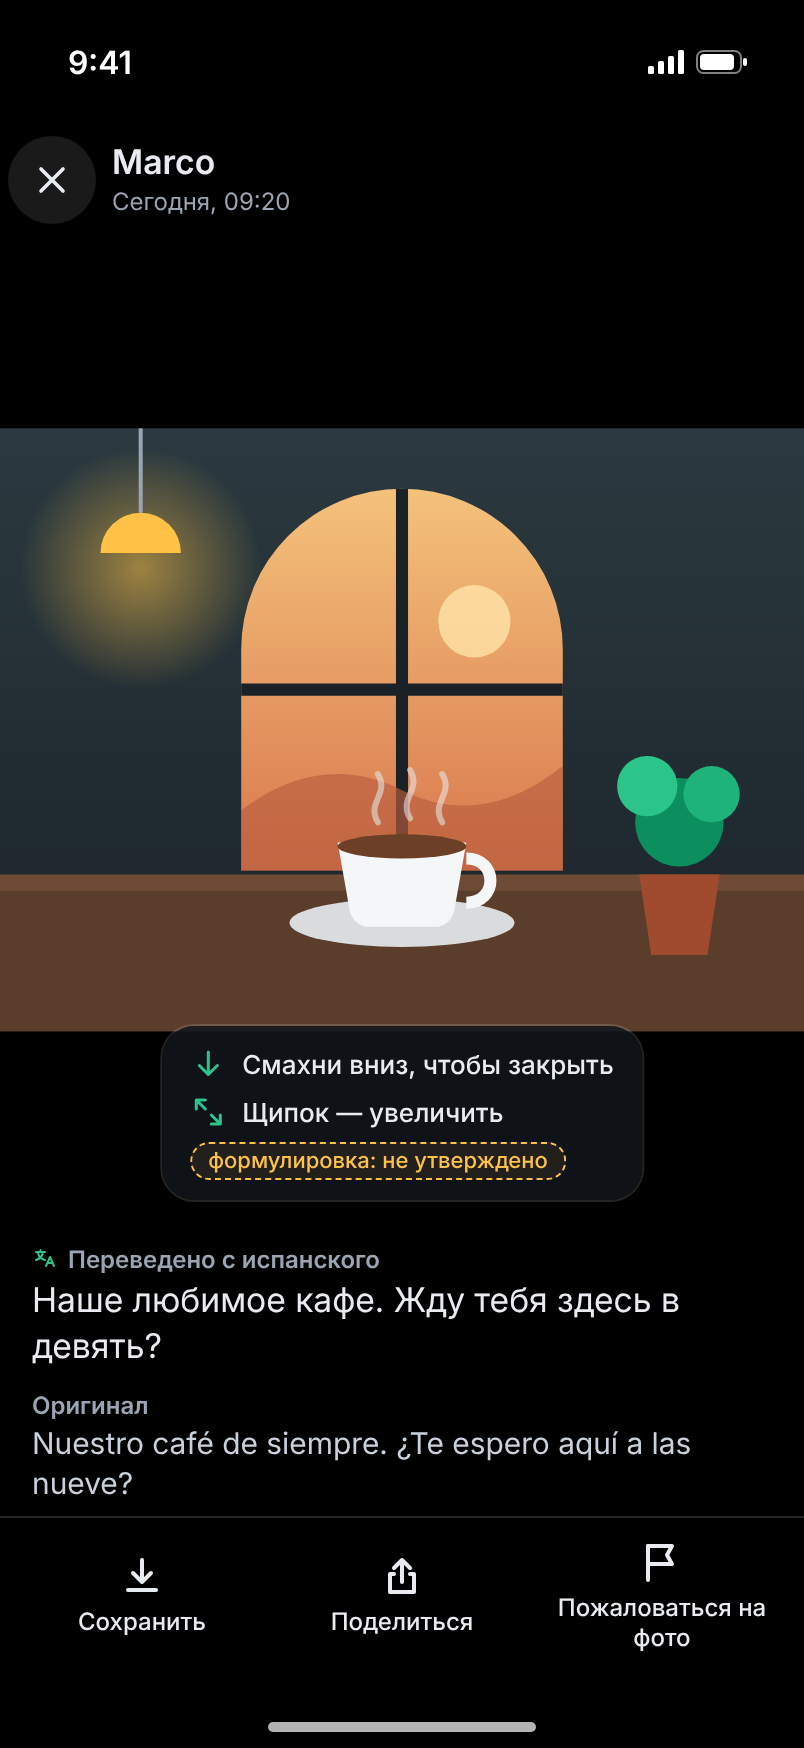 9:41
Marco
Сегодня, 09:20
Смахни вниз, чтобы закрыть
Щипок — увеличить
формулировка: не утверждено
Переведено с испанского
Наше любимое кафе. Жду тебя здесь в
девять?
Оригинал
Nuestro café de siempre. ¿Te espero aquí a las
nueve?
Сохранить
Поделиться
Пожаловаться на
фото